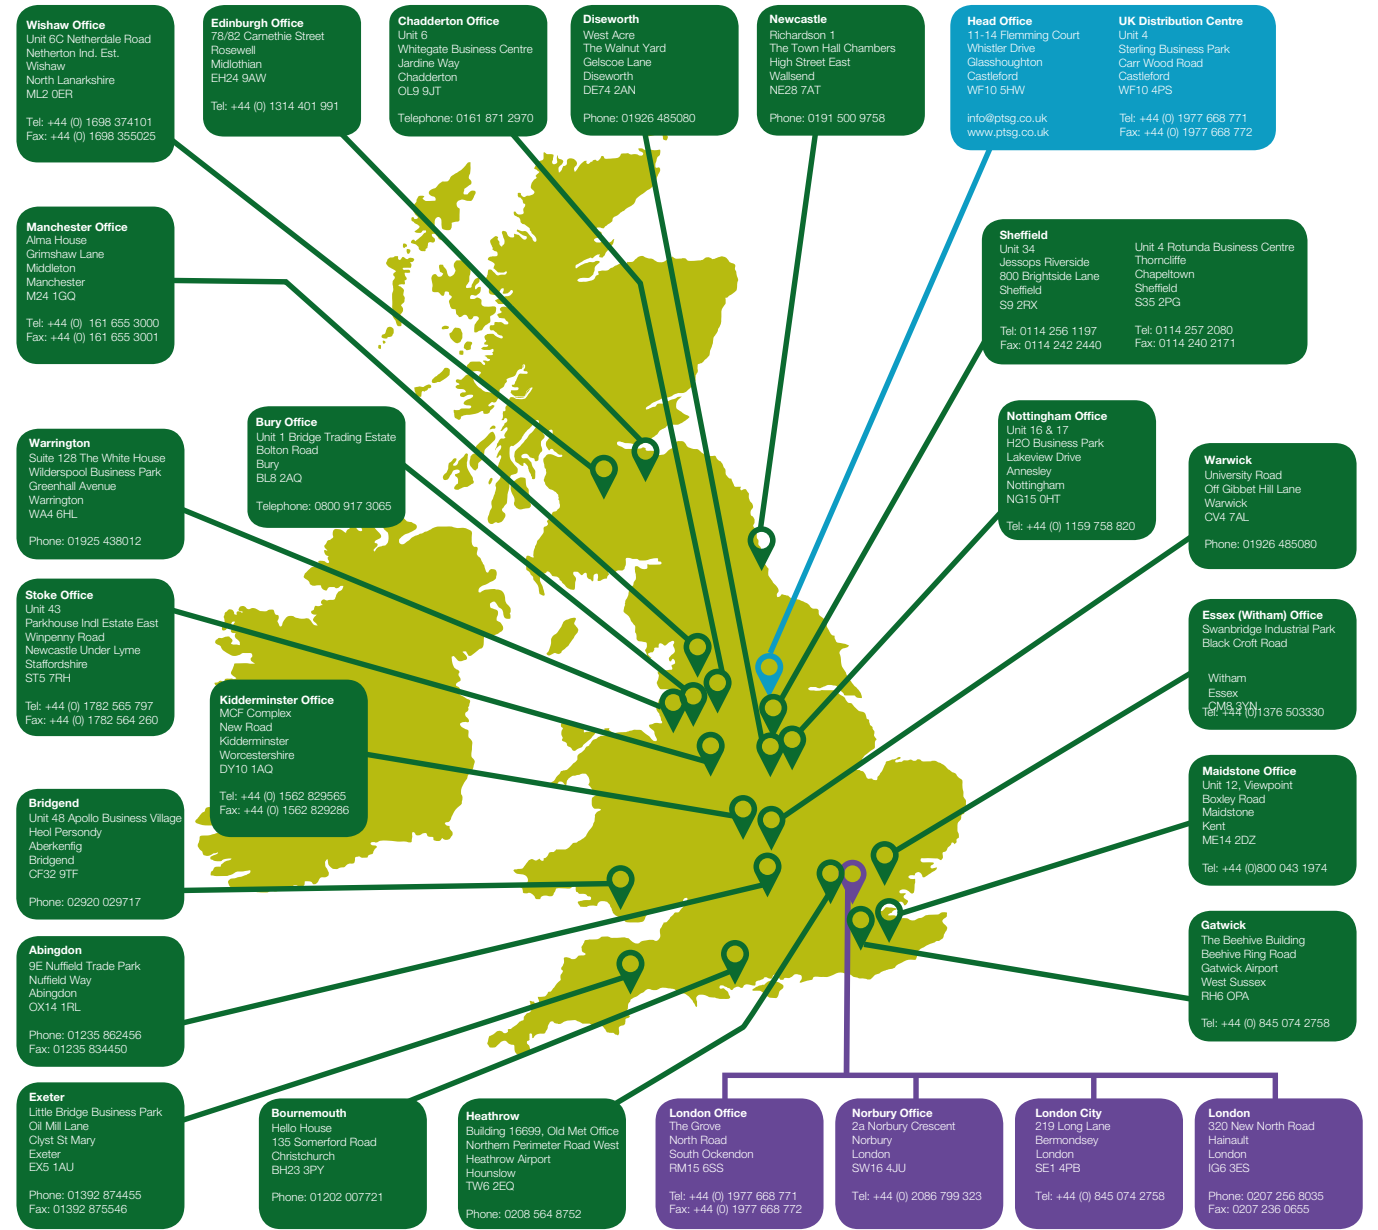 Wishaw Office
Unit 6C Netherdale Road
Netherton Ind. Est.
Wishaw
North Lanarkshire
ML2 0ER
Tel: +44 (0) 1698 374101
Fax: +44 (0) 1698 355025
Edinburgh Office
78/82 Carnethie Street
Rosewell
Midlothian
EH24 9AW
Tel: +44 (0) 1314 401 991
Chadderton Office
Unit 6
Whitegate Business Centre
Jardine Way
Chadderton
OL9 9JT
Telephone: 0161 871 2970
Diseworth
West Acre
The Walnut Yard
Gelscoe Lane
Diseworth
DE74 2AN
Phone: 01926 485080
Newcastle
Richardson 1
The Town Hall Chambers
High Street East
Wallsend
NE28 7AT
Phone: 0191 500 9758
Head Office
11-14 Flemming Court
Whistler Drive
Glasshoughton
Castleford
WF10 5HW
info@ptsg.co.uk
www.ptsg.co.uk
UK Distribution Centre
Unit 4
Sterling Business Park
Carr Wood Road
Castleford
WF10 4PS
Tel: +44 (0) 1977 668 771
Fax: +44 (0) 1977 668 772
Manchester Office
Alma House
Grimshaw Lane
Middleton
Manchester
M24 1GQ
Tel: +44 (0)  161 655 3000
Fax: +44 (0) 161 655 3001
Sheffield
Unit 34
Jessops Riverside
800 Brightside Lane
Sheffield
S9 2RX
Tel: 0114 256 1197
Fax: 0114 242 2440
Unit 4 Rotunda Business Centre
Thorncliffe
Chapeltown
Sheffield
S35 2PG
Tel: 0114 257 2080
Fax: 0114 240 2171
Bury Office
Unit 1 Bridge Trading Estate
Bolton Road
Bury
BL8 2AQ
Telephone: 0800 917 3065
Nottingham Office
Unit 16 & 17
H2O Business Park
Lakeview Drive
Annesley
Nottingham
NG15 0HT
Tel: +44 (0) 1159 758 820
Warrington
Suite 128 The White House
Wilderspool Business Park
Greenhall Avenue
Warrington
WA4 6HL
Phone: 01925 438012
Warwick
University Road
Off Gibbet Hill Lane
Warwick
CV4 7AL
Phone: 01926 485080
Stoke Office
Unit 43
Parkhouse Indl Estate East
Winpenny Road
Newcastle Under Lyme
Staffordshire
ST5 7RH
Tel: +44 (0) 1782 565 797
Fax: +44 (0) 1782 564 260
Essex (Witham) Office
Swanbridge Industrial Park
Black Croft Road
Witham
Essex
CM8 3YN
Tel: +44 (0)1376 503330
Kidderminster Office
MCF Complex
New Road
Kidderminster
Worcestershire
DY10 1AQ
Tel: +44 (0) 1562 829565
Fax: +44 (0) 1562 829286
Maidstone Office
Unit 12, Viewpoint
Boxley Road
Maidstone
Kent
ME14 2DZ
Tel: +44 (0)800 043 1974
Bridgend
Unit 48 Apollo Business Village
Heol Persondy
Aberkenfig
Bridgend
CF32 9TF
Phone: 02920 029717
Gatwick
The Beehive Building
Beehive Ring Road
Gatwick Airport
West Sussex
RH6 OPA
Tel: +44 (0) 845 074 2758
Abingdon
9E Nuffield Trade Park
Nuffield Way
Abingdon
OX14 1RL
Phone: 01235 862456
Fax: 01235 834450
Exeter
Little Bridge Business Park
Oil Mill Lane
Clyst St Mary
Exeter
EX5 1AU
Phone: 01392 874455
Fax: 01392 875546
Bournemouth
Hello House
135 Somerford Road
Christchurch
BH23 3PY
Phone: 01202 007721
Heathrow
Building 16699, Old Met Office
Northern Perimeter Road West
Heathrow Airport
Hounslow
TW6 2EQ
Phone: 0208 564 8752
London Office
The Grove
North Road
South Ockendon
RM15 6SS
Tel: +44 (0) 1977 668 771
Fax: +44 (0) 1977 668 772
Norbury Office
2a Norbury Crescent
Norbury
London
SW16 4JU
Tel: +44 (0) 2086 799 323
London City
219 Long Lane
Bermondsey
London
SE1 4PB
Tel: +44 (0) 845 074 2758
London
320 New North Road
Hainault
London
IG6 3ES
Phone: 0207 256 8035
Fax: 0207 236 0655